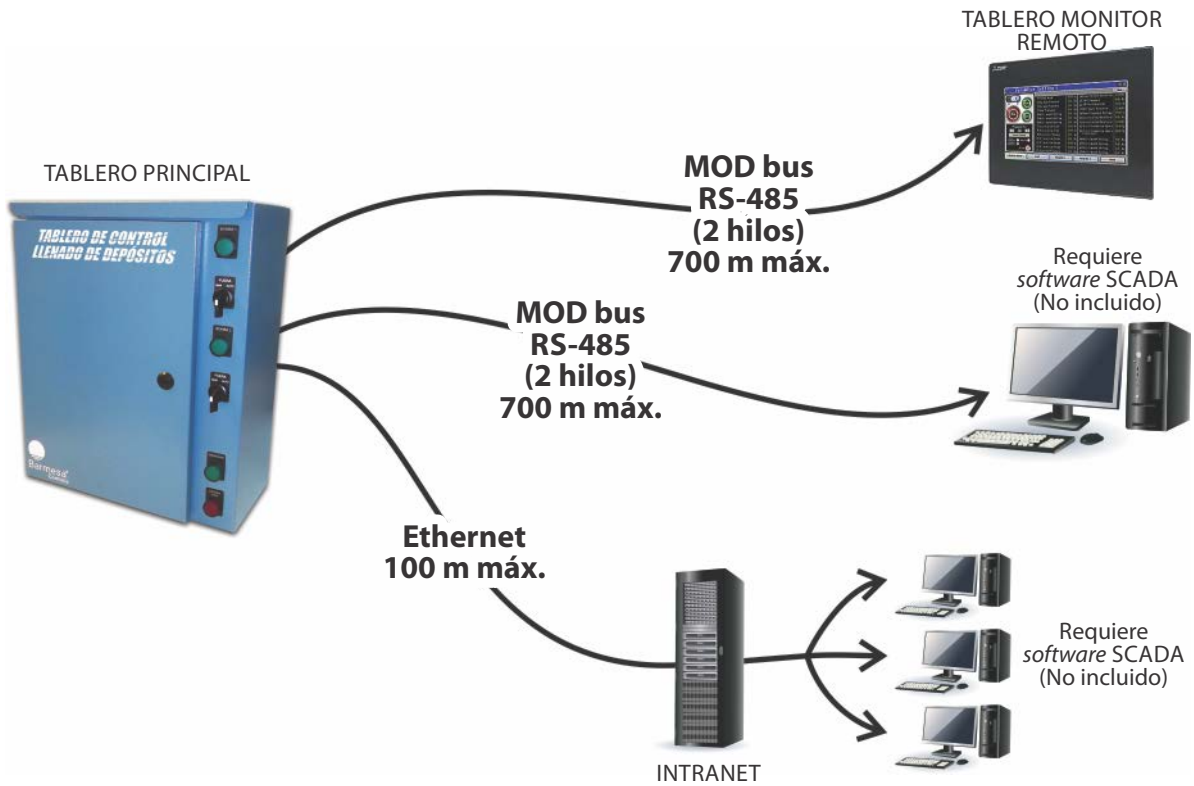 TABLERO MONITOR
REMOTO
TABLERO PRINCIPAL
TABLERO DE CONTROL
LLENADO DE DEPÓSITOS
Barmesa
MOD bus
RS-485
(2 hilos)
700 m máx.
Requiere
software SCADA
(No incluido)
MOD bus
RS-485
(2 hilos)
700 m máx.
Ethernet
100 m máx.
Requiere
software SCADA
(No incluido)
INTRANET